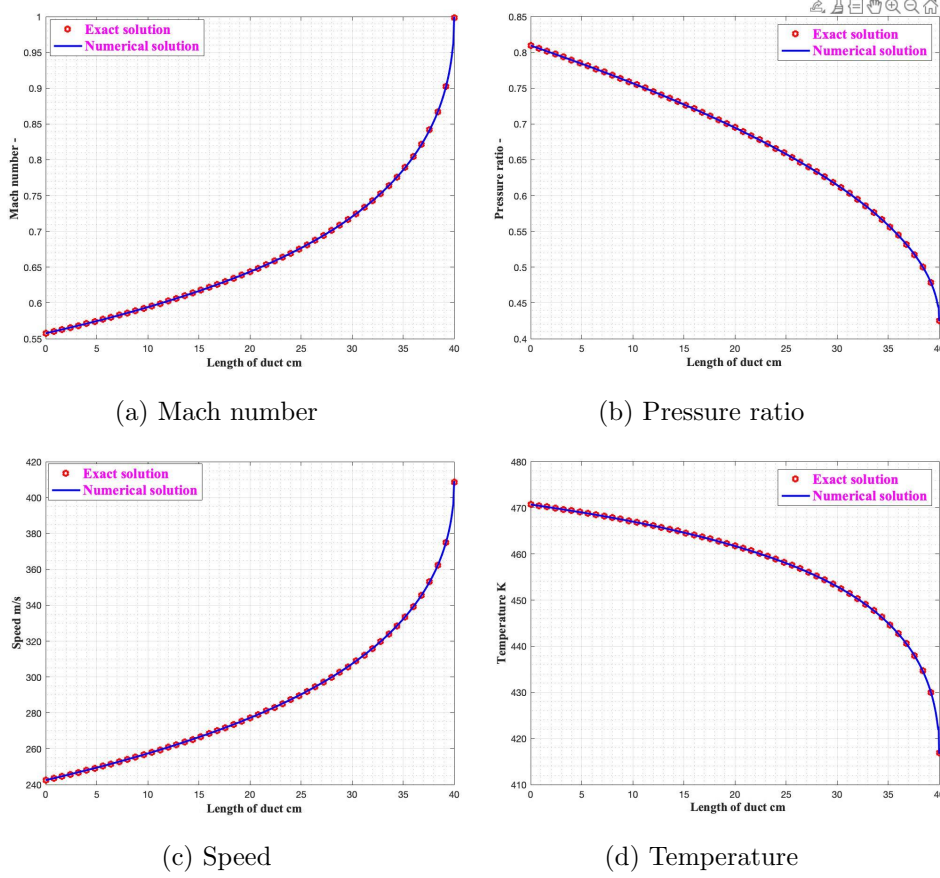 Exact solution
Numerical solution
Mach number -
1
0.95
0.9
0.85
0.8
0.75
0.7
0.65
0.6
0.55
0 5 10 15 20 25 30 35 40
Length of duct cm
(a) Mach number
Exact solution
Numerical solution
Pressure ratio -
0.85
0.8
0.75
0.7
0.65
0.6
0.55
0.5
0.45
0.4
0 5 10 15 20 25 30 35 40
Length of duct cm
(b) Pressure ratio
Exact solution
Numerical solution
Speed m/s
420
400
380
360
340
320
300
280
260
240
0 5 10 15 20 25 30 35 40
Length of duct cm
(c) Speed
Exact solution
Numerical solution
Temperature K
480
470
460
450
440
430
420
410
0 5 10 15 20 25 30 35 40
Length of duct cm
(d) Temperature